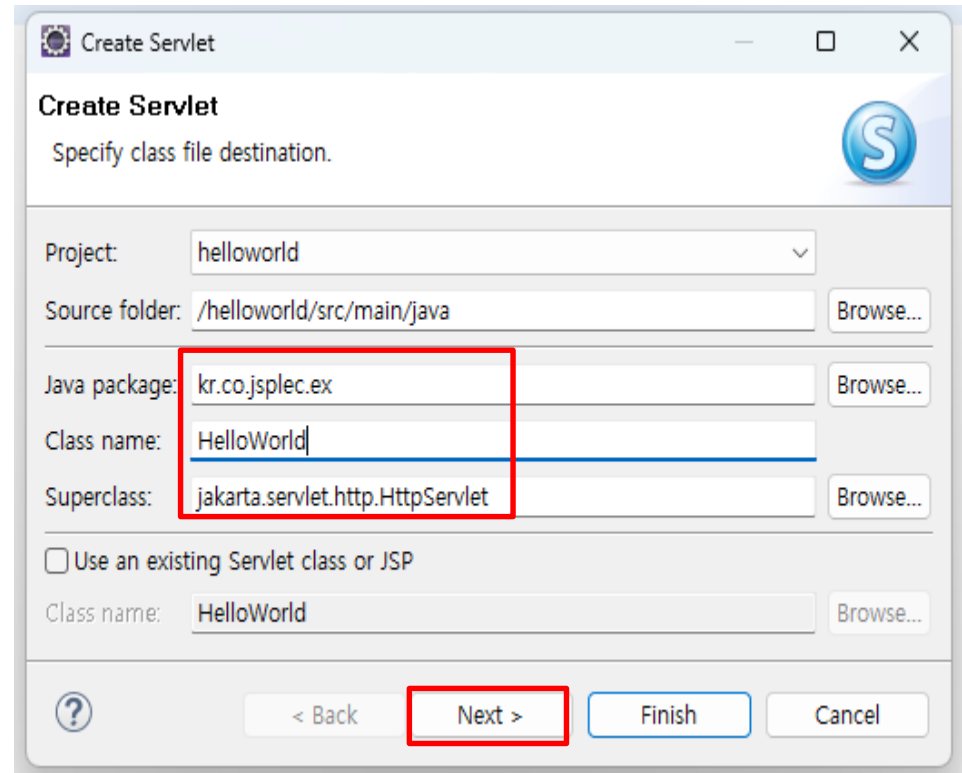 Create Servlet
Create Servlet
Specify class file destination.
S
Project: helloworld
Source folder: /helloworld/src/main/java Browse...
Java package: kr.co.jsplec.ex Browse...
Class name: HelloWorld
Superclass: jakarta.servlet.http.HttpServlet Browse...
Use an existing Servlet class or JSP
Class name: HelloWorld Browse...
? < Back Next > Finish Cancel